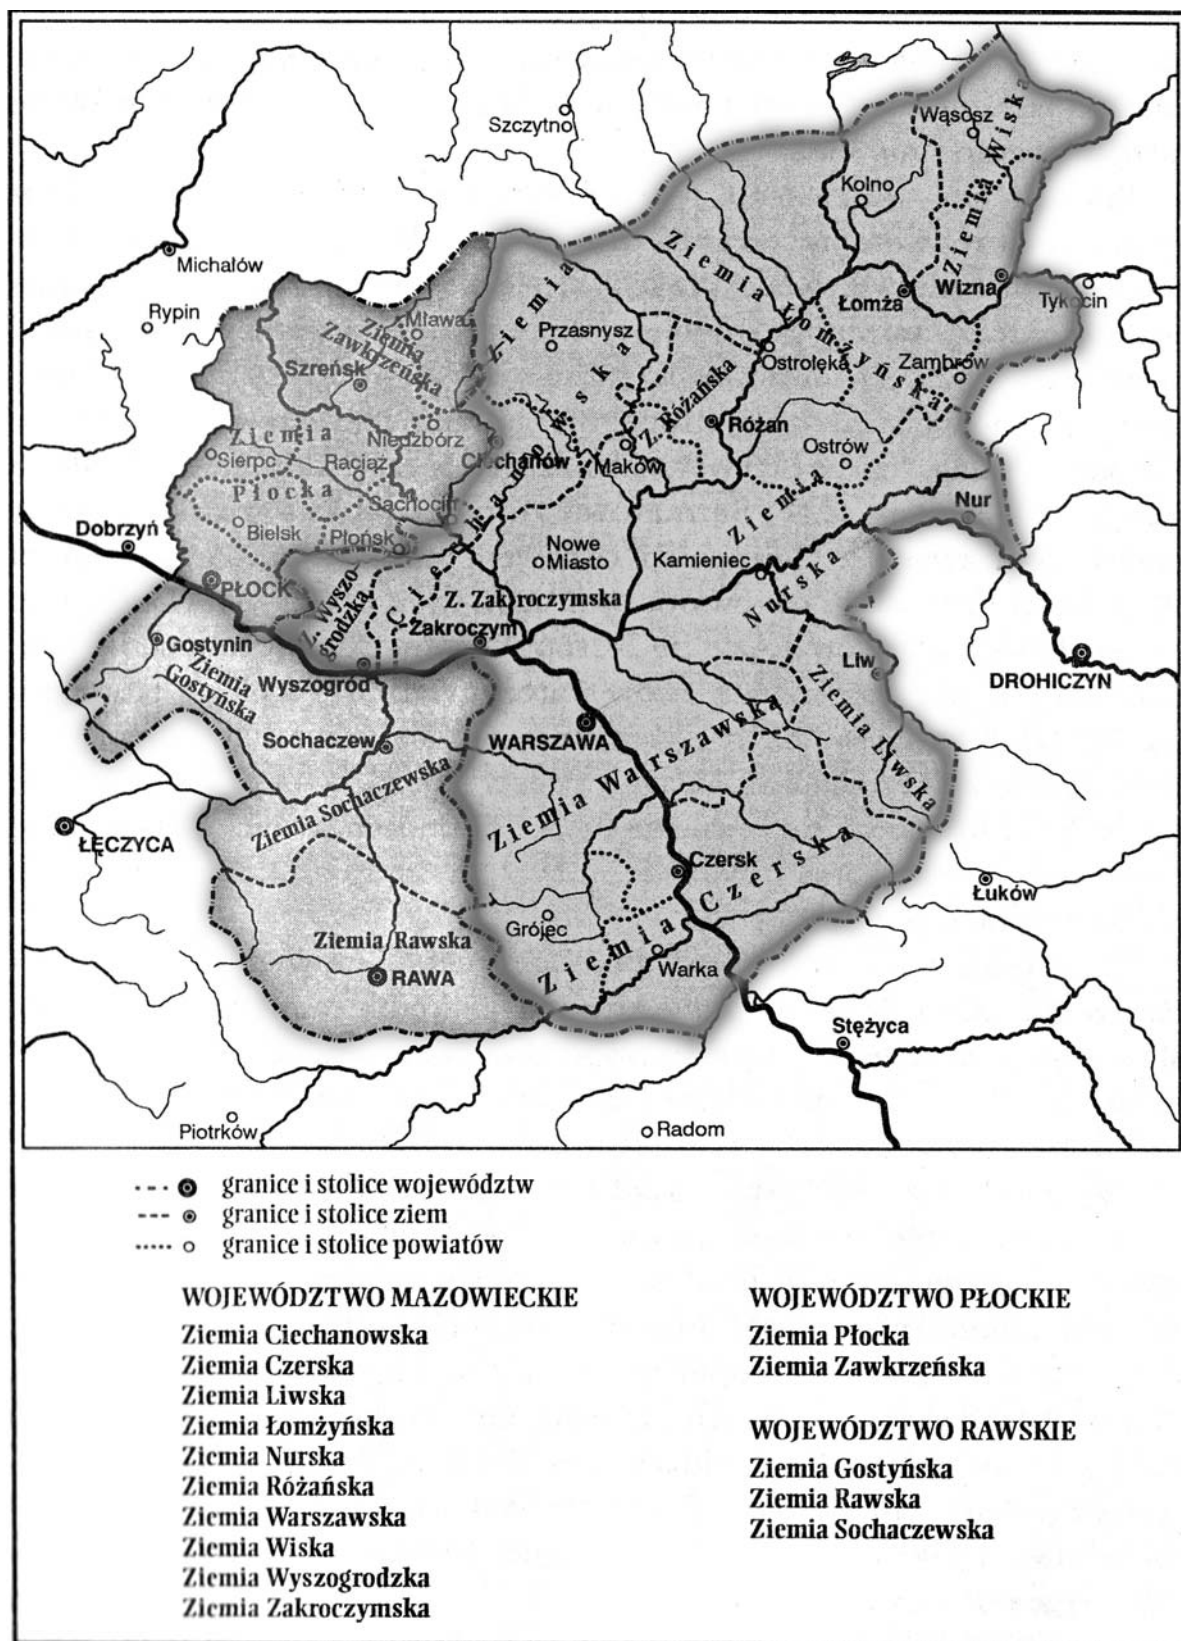 Szczytno
Wąsosz
Ziemia Wiska
Kolno
Michałów
Ziemia Łomżyńska
Wizna
Tykocin
Łomża
Rypin
Mława
Ziemia
Zawkrzeńska
Szreńsk
Przasnysz
Ostrołęka
Zambrów
Ziemia Ciechanowska
Z. Różańska
Różan
Niedzbórz
Ziemia
Sierpc
Raciąż
Ciechanów
Maków
Ostrów
Płocka
Sachocin
Nur
Dobrzyń
Bielsk
Płońsk
Nowe
Miasto
Kamieniec
Ziemia
Nurska
PŁOCK
Z. Wyszo-
grodzka
Z. Zakroczymska
Zakroczym
Gostynin
Ziemia
Gostyńska
Wyszogród
Liw
DROHICZYN
Ziemia Liwska
Sochaczew
WARSZAWA
Ziemia Warszawska
Ziemia Sochaczewska
ŁĘCZYCA
Czersk
Łuków
Ziemia Czerska
Grójec
Ziemia Rawska
RAWA
Warka
Stężyca
Piotrków
Radom
granice i stolice województw
granice i stolice ziem
granice i stolice powiatów
WOJEWÓDZTWO MAZOWIECKIE
Ziemia Ciechanowska
Ziemia Czerska
Ziemia Liwska
Ziemia Łomżyńska
Ziemia Nurska
Ziemia Różańska
Ziemia Warszawska
Ziemia Wiska
Ziemia Wyszogrodzka
Ziemia Zakroczymska
WOJEWÓDZTWO PŁOCKIE
Ziemia Płocka
Ziemia Zawkrzeńska
WOJEWÓDZTWO RAWSKIE
Ziemia Gostyńska
Ziemia Rawska
Ziemia Sochaczewska